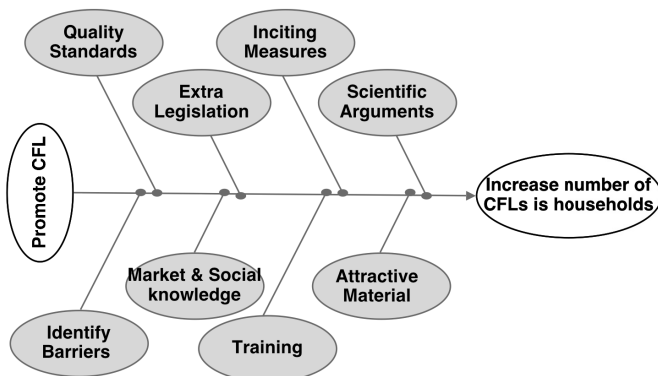 Quality
Standards
Inciting
Measures
Extra
Legislation
Scientific
Arguments
Promote CFL
Increase number of
CFLs is households
Market & Social
knowledge
Attractive
Material
Identify
Barriers
Training